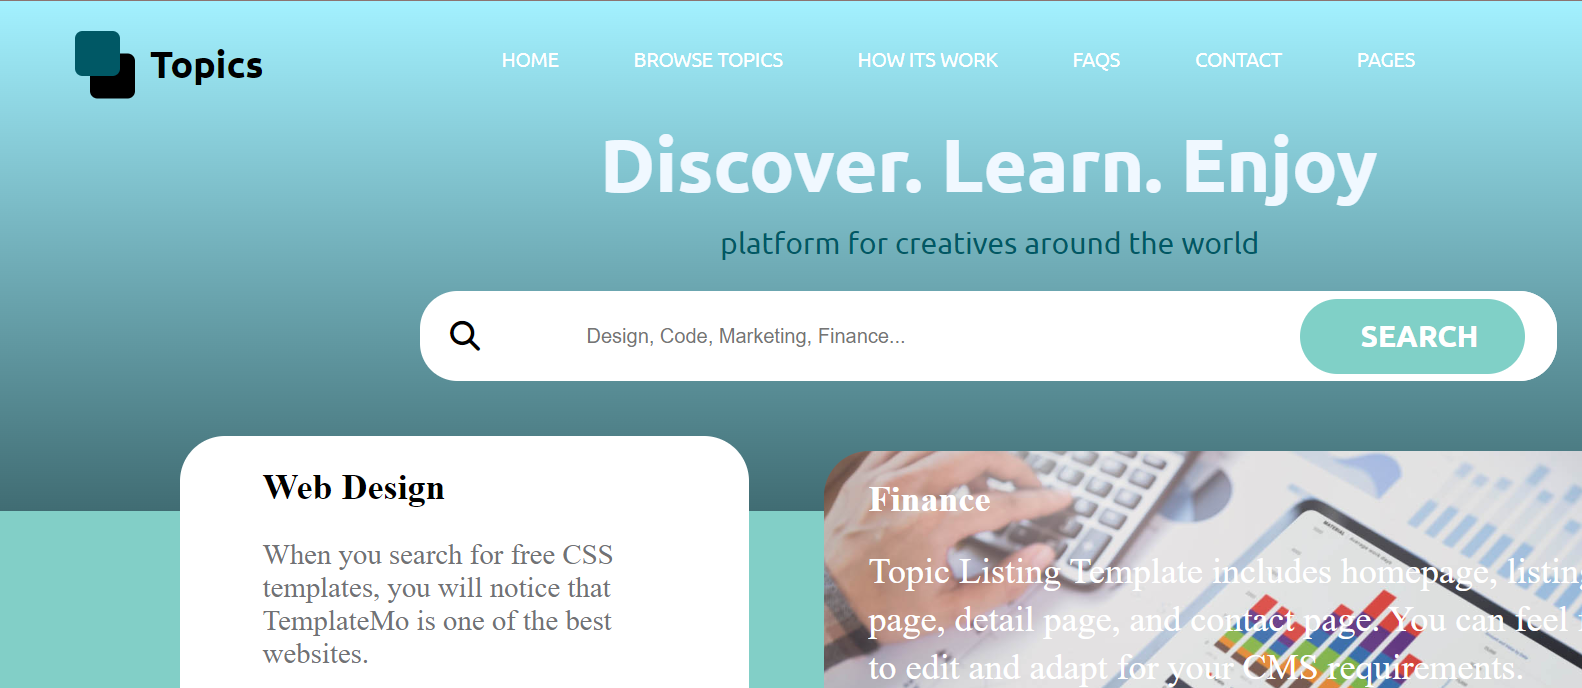 Topics
HOME BROWSE TOPICS HOW ITS WORK FAQS CONTACT PAGES
Discover. Learn. Enjoy
platform for creatives around the world
Design, Code, Marketing, Finance...
SEARCH
Web Design
When you search for free CSS
templates, you will notice that
TemplateMo is one of the best
websites.
Finance
Topic Listing Template includes homepage, listing
page, detail page, and contact page. You can feel
to edit and adapt for your CMS requirements.